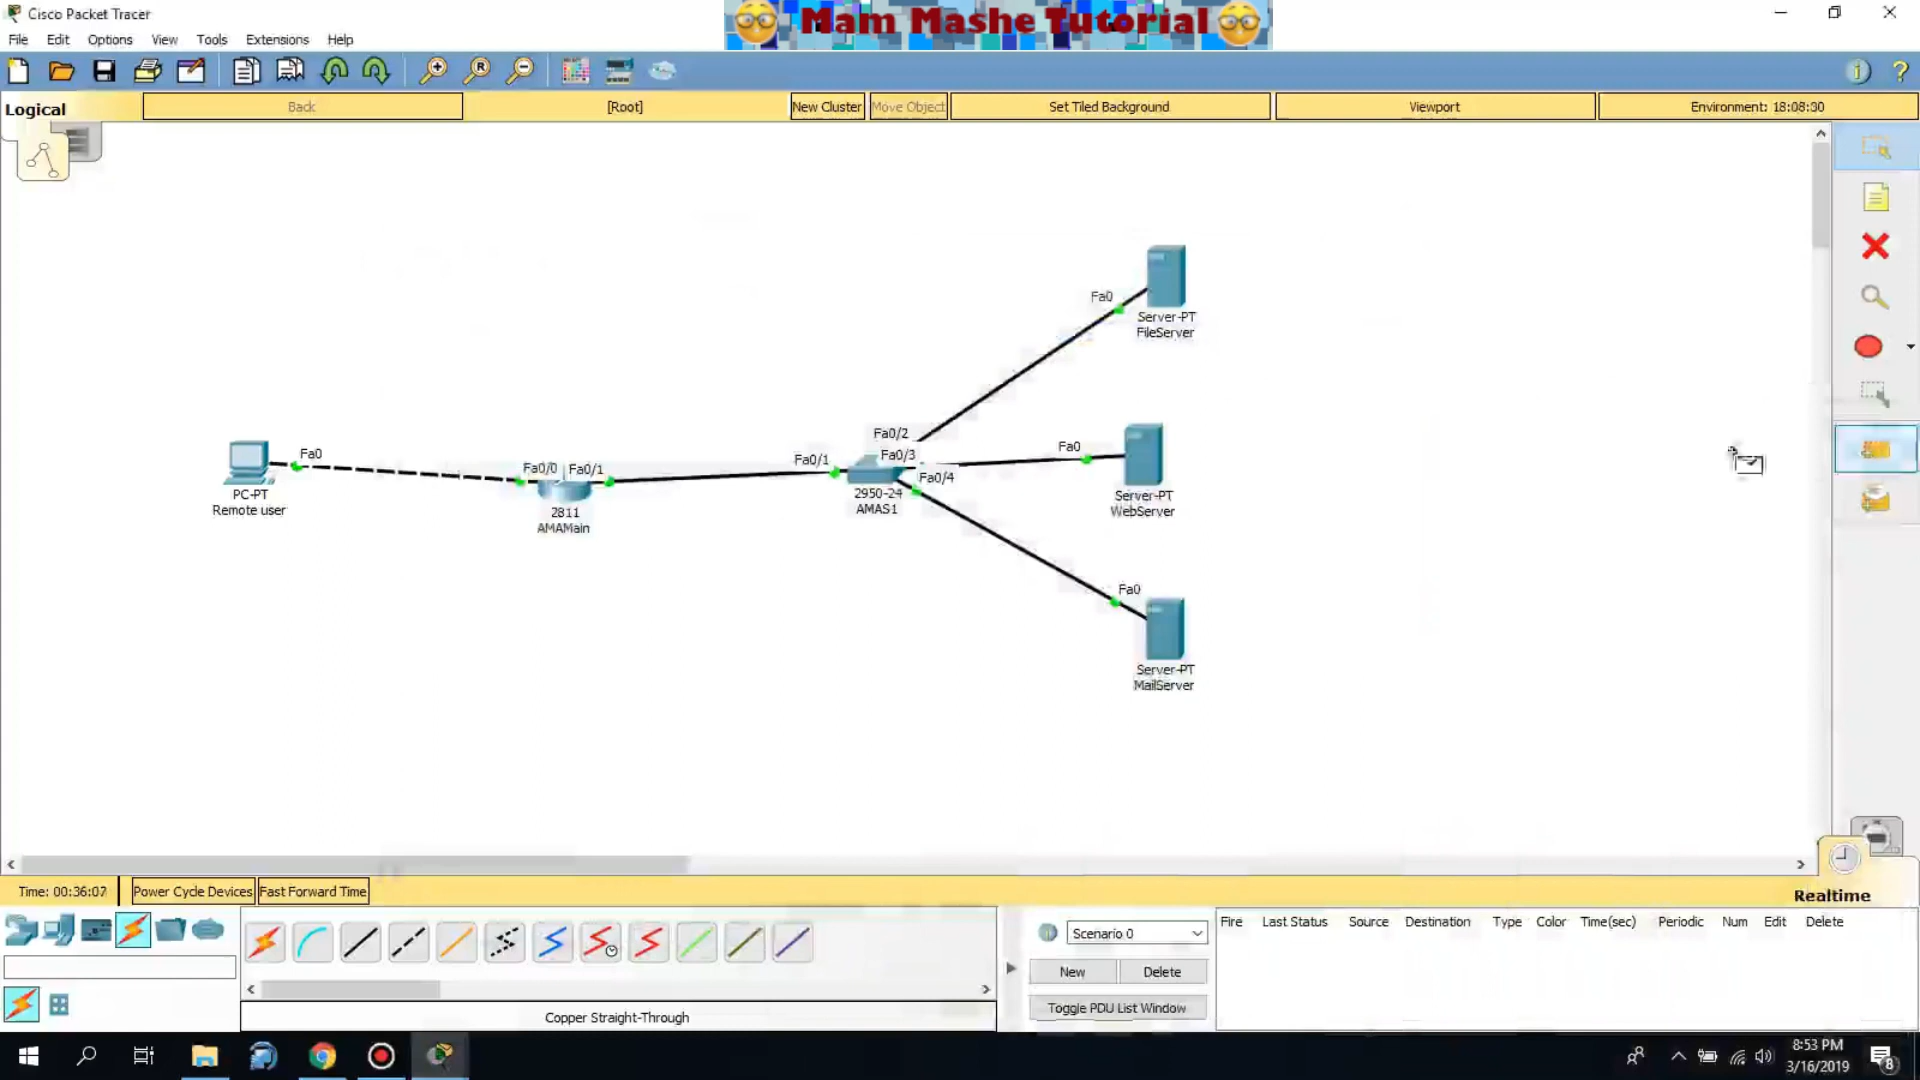 Cisco Packet Tracer
Mam Mashe Tutorial
File Edit Options View Tools Extensions Help
Logical
Back
[Root]
New Cluster
Move Object
Set Tiled Background
Viewport
Environment: 18:08:30
Fa0
Server-PT
FileServer
Fa0/2
Fa0/3
Fa0/4
Fa0/1
2950-24
AMAS1
Fa0
Server-PT
WebServer
Fa0
PC-PT
Remote user
Fa0/0
Fa0/1
2811
AMAMain
Fa0
Server-PT
MailServer
Time: 00:36:07
Power Cycle Devices
Fast Forward Time
Realtime
Scenario 0
New
Delete
Toggle PDU List Window
Fire Last Status Source Destination Type Color Time(sec) Periodic Num Edit Delete
Copper Straight-Through
8:53 PM
3/16/2019
8